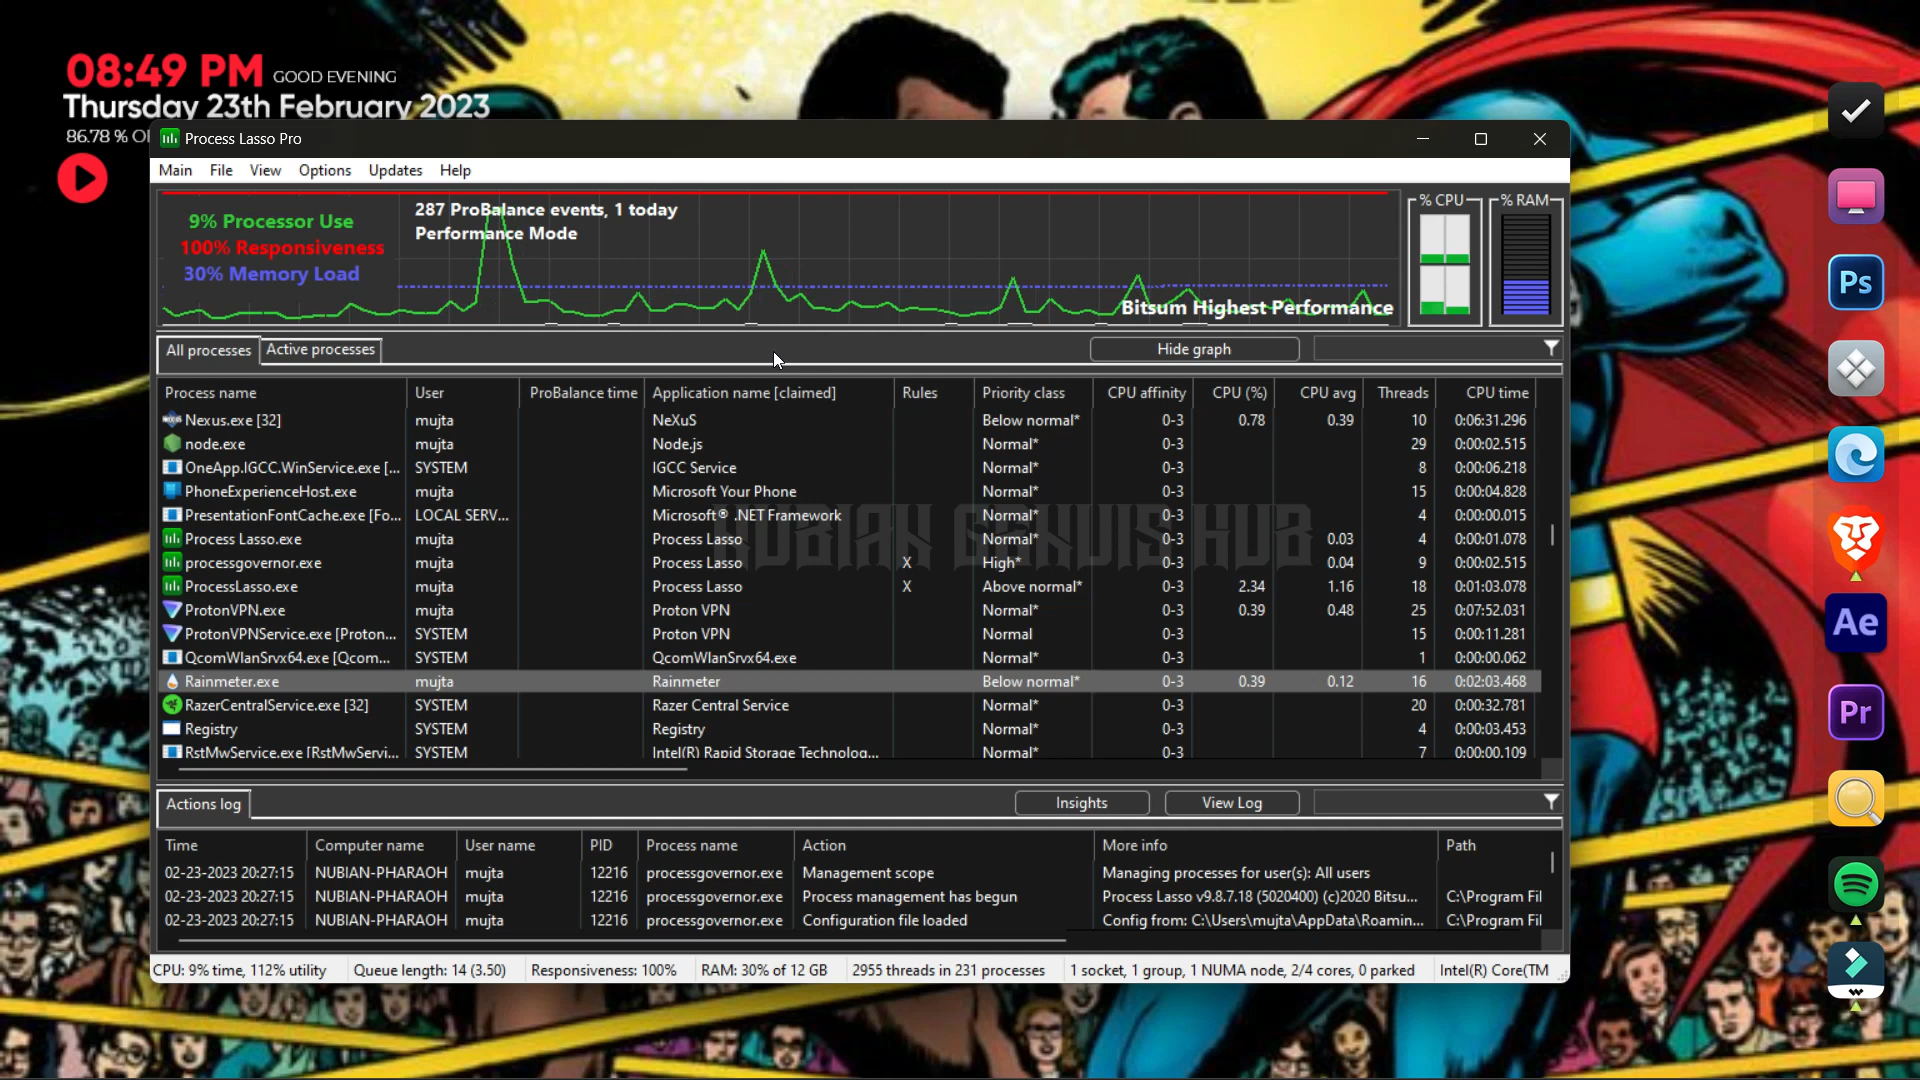 08:49 PM GOOD EVENING
Thursday 23th February 2023
86.78 %
Process Lasso Pro
Main File View Options Updates Help
9% Processor Use
100% Responsiveness
30% Memory Load
287 ProBalance events, 1 today
Performance Mode
Bitsum Highest Performance
% CPU
% RAM
All processes Active processes Hide graph
Process name User ProBalance time Application name [claimed] Rules Priority class CPU affinity CPU (%) CPU avg Threads CPU time
Nexus.exe [32] mujta NeXuS Below normal* 0-3 0.78 0.39 10 0:06:31.296
node.exe mujta Node.js Normal* 0-3 29 0:00:02.515
OneApp.IGCC.WinService.exe [... SYSTEM IGCC Service Normal* 0-3 8 0:00:06.218
PhoneExperienceHost.exe mujta Microsoft Your Phone Normal* 0-3 15 0:00:04.828
PresentationFontCache.exe [Fo... LOCAL SERV... Microsoft® .NET Framework Normal* 0-3 4 0:00:00.015
Process Lasso.exe mujta Process Lasso Normal* 0-3 0.03 4 0:00:01.078
processgovernor.exe mujta Process Lasso X High* 0-3 0.04 9 0:00:02.515
ProcessLasso.exe mujta Process Lasso X Above normal* 0-3 2.34 1.16 18 0:01:03.078
ProtonVPN.exe mujta Proton VPN Normal* 0-3 0.39 0.48 25 0:07:52.031
ProtonVPNService.exe [Proton... SYSTEM Proton VPN Normal 0-3 15 0:00:11.281
QcomWlanSrvx64.exe [Qcom... SYSTEM QcomWlanSrvx64.exe Normal* 0-3 1 0:00:00.062
Rainmeter.exe mujta Rainmeter Below normal* 0-3 0.39 0.12 16 0:02:03.468
RazerCentralService.exe [32] SYSTEM Razer Central Service Normal* 0-3 20 0:00:32.781
Registry SYSTEM Registry Normal* 0-3 4 0:00:03.453
RstMwService.exe [RstMwServi... SYSTEM Intel(R) Rapid Storage Technolog... Normal* 0-3 7 0:00:00.109
NUBIAN GENUIS HUB
Actions log Insights View Log
Time Computer name User name PID Process name Action More info Path
02-23-2023 20:27:15 NUBIAN-PHARAOH mujta 12216 processgovernor.exe Management scope Managing processes for user(s): All users
02-23-2023 20:27:15 NUBIAN-PHARAOH mujta 12216 processgovernor.exe Process management has begun Process Lasso v9.8.7.18 (5020400) (c)2020 Bitsu... C:\Program Fil
02-23-2023 20:27:15 NUBIAN-PHARAOH mujta 12216 processgovernor.exe Configuration file loaded Config from: C:\Users\mujta\AppData\Roamin... C:\Program Fil
CPU: 9% time, 112% utility Queue length: 14 (3.50) Responsiveness: 100% RAM: 30% of 12 GB 2955 threads in 231 processes 1 socket, 1 group, 1 NUMA node, 2/4 cores, 0 parked Intel(R) Core(TM
Ps
Ae
Pr